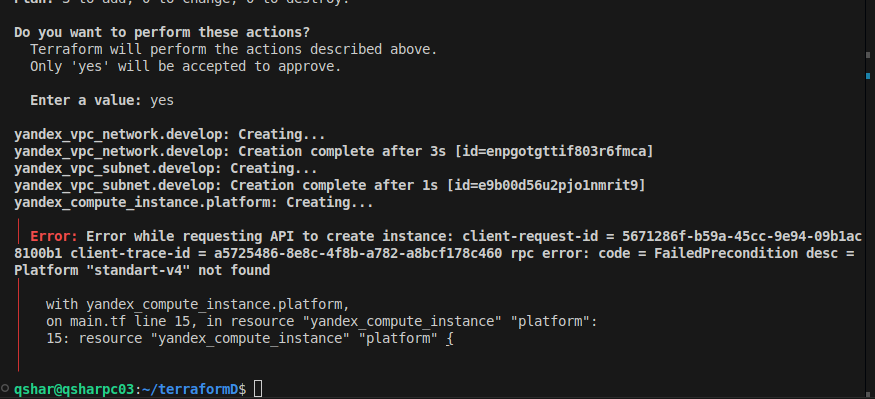 Plan: 3 to add, 0 to change, 0 to destroy.
Do you want to perform these actions?
Terraform will perform the actions described above.
Only 'yes' will be accepted to approve.
Enter a value: yes
yandex_vpc_network.develop: Creating...
yandex_vpc_network.develop: Creation complete after 3s [id=enpgotgttif803r6fmca]
yandex_vpc_subnet.develop: Creating...
yandex_vpc_subnet.develop: Creation complete after 1s [id=e9b00d56u2pjo1nmrit9]
yandex_compute_instance.platform: Creating...
Error: Error while requesting API to create instance: client-request-id = 5671286f-b59a-45cc-9e94-09b1ac
8100b1 client-trace-id = a5725486-8e8c-4f8b-a782-a8bcf178c460 rpc error: code = FailedPrecondition desc =
Platform "standart-v4" not found
with yandex_compute_instance.platform,
on main.tf line 15, in resource "yandex_compute_instance" "platform":
15: resource "yandex_compute_instance" "platform" {
qshar@qsharpc03:~/terraformD$